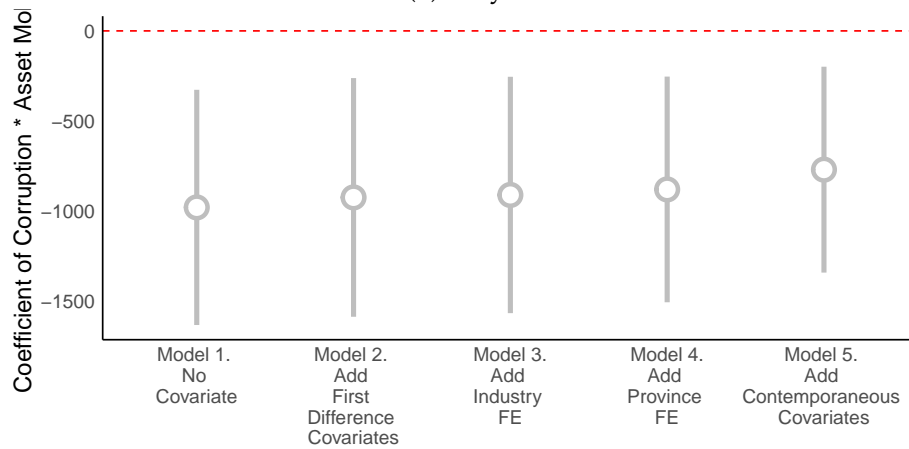 Coefficient of Corruption * Asset
0
−500
−1000
−1500
Model 1.
No
Covariate
Model 2.
Add
First
Difference
Covariates
Model 3.
Add
Industry
FE
Model 4.
Add
Province
FE
Model 5.
Add
Contemporaneous
Covariates